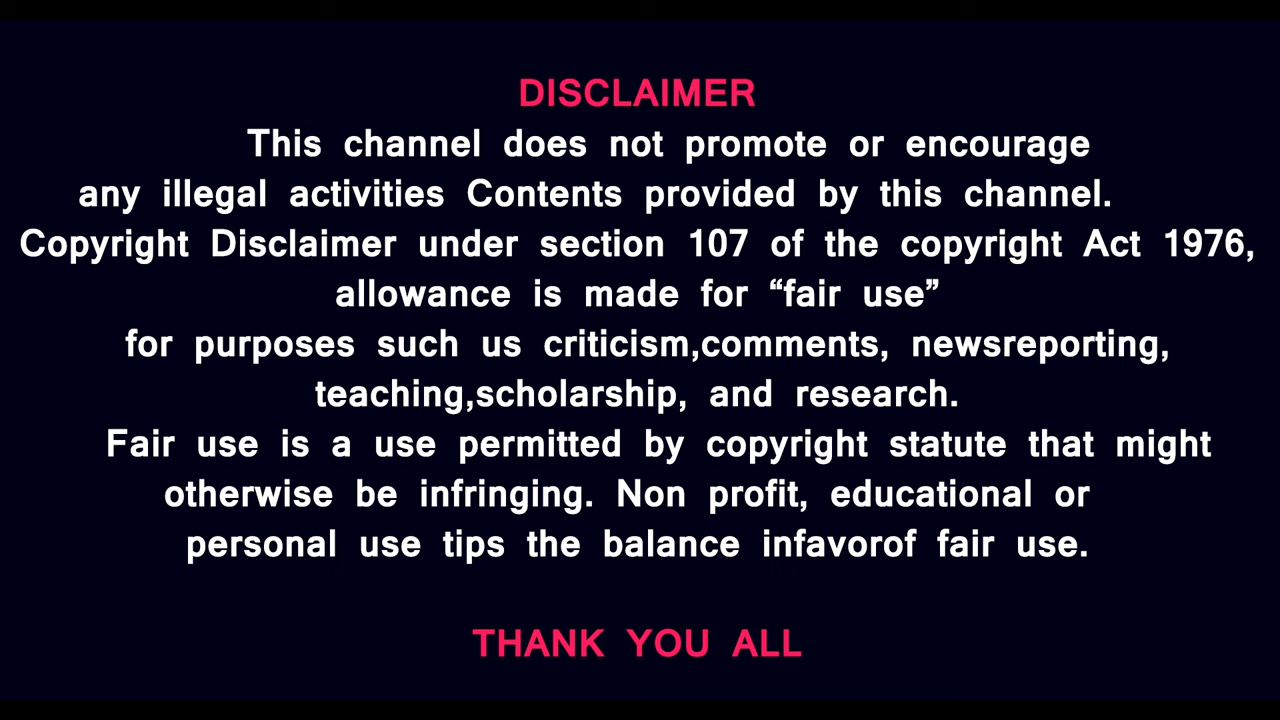 DISCLAIMER
This channel does not promote or encourage
any illegal activities Contents provided by this channel.
Copyright Disclaimer under section 107 of the copyright Act 1976,
allowance is made for “fair use”
for purposes such us criticism,comments, newsreporting,
teaching,scholarship, and research.
Fair use is a use permitted by copyright statute that might
otherwise be infringing. Non profit, educational or
personal use tips the balance infavorof fair use.
THANK YOU ALL